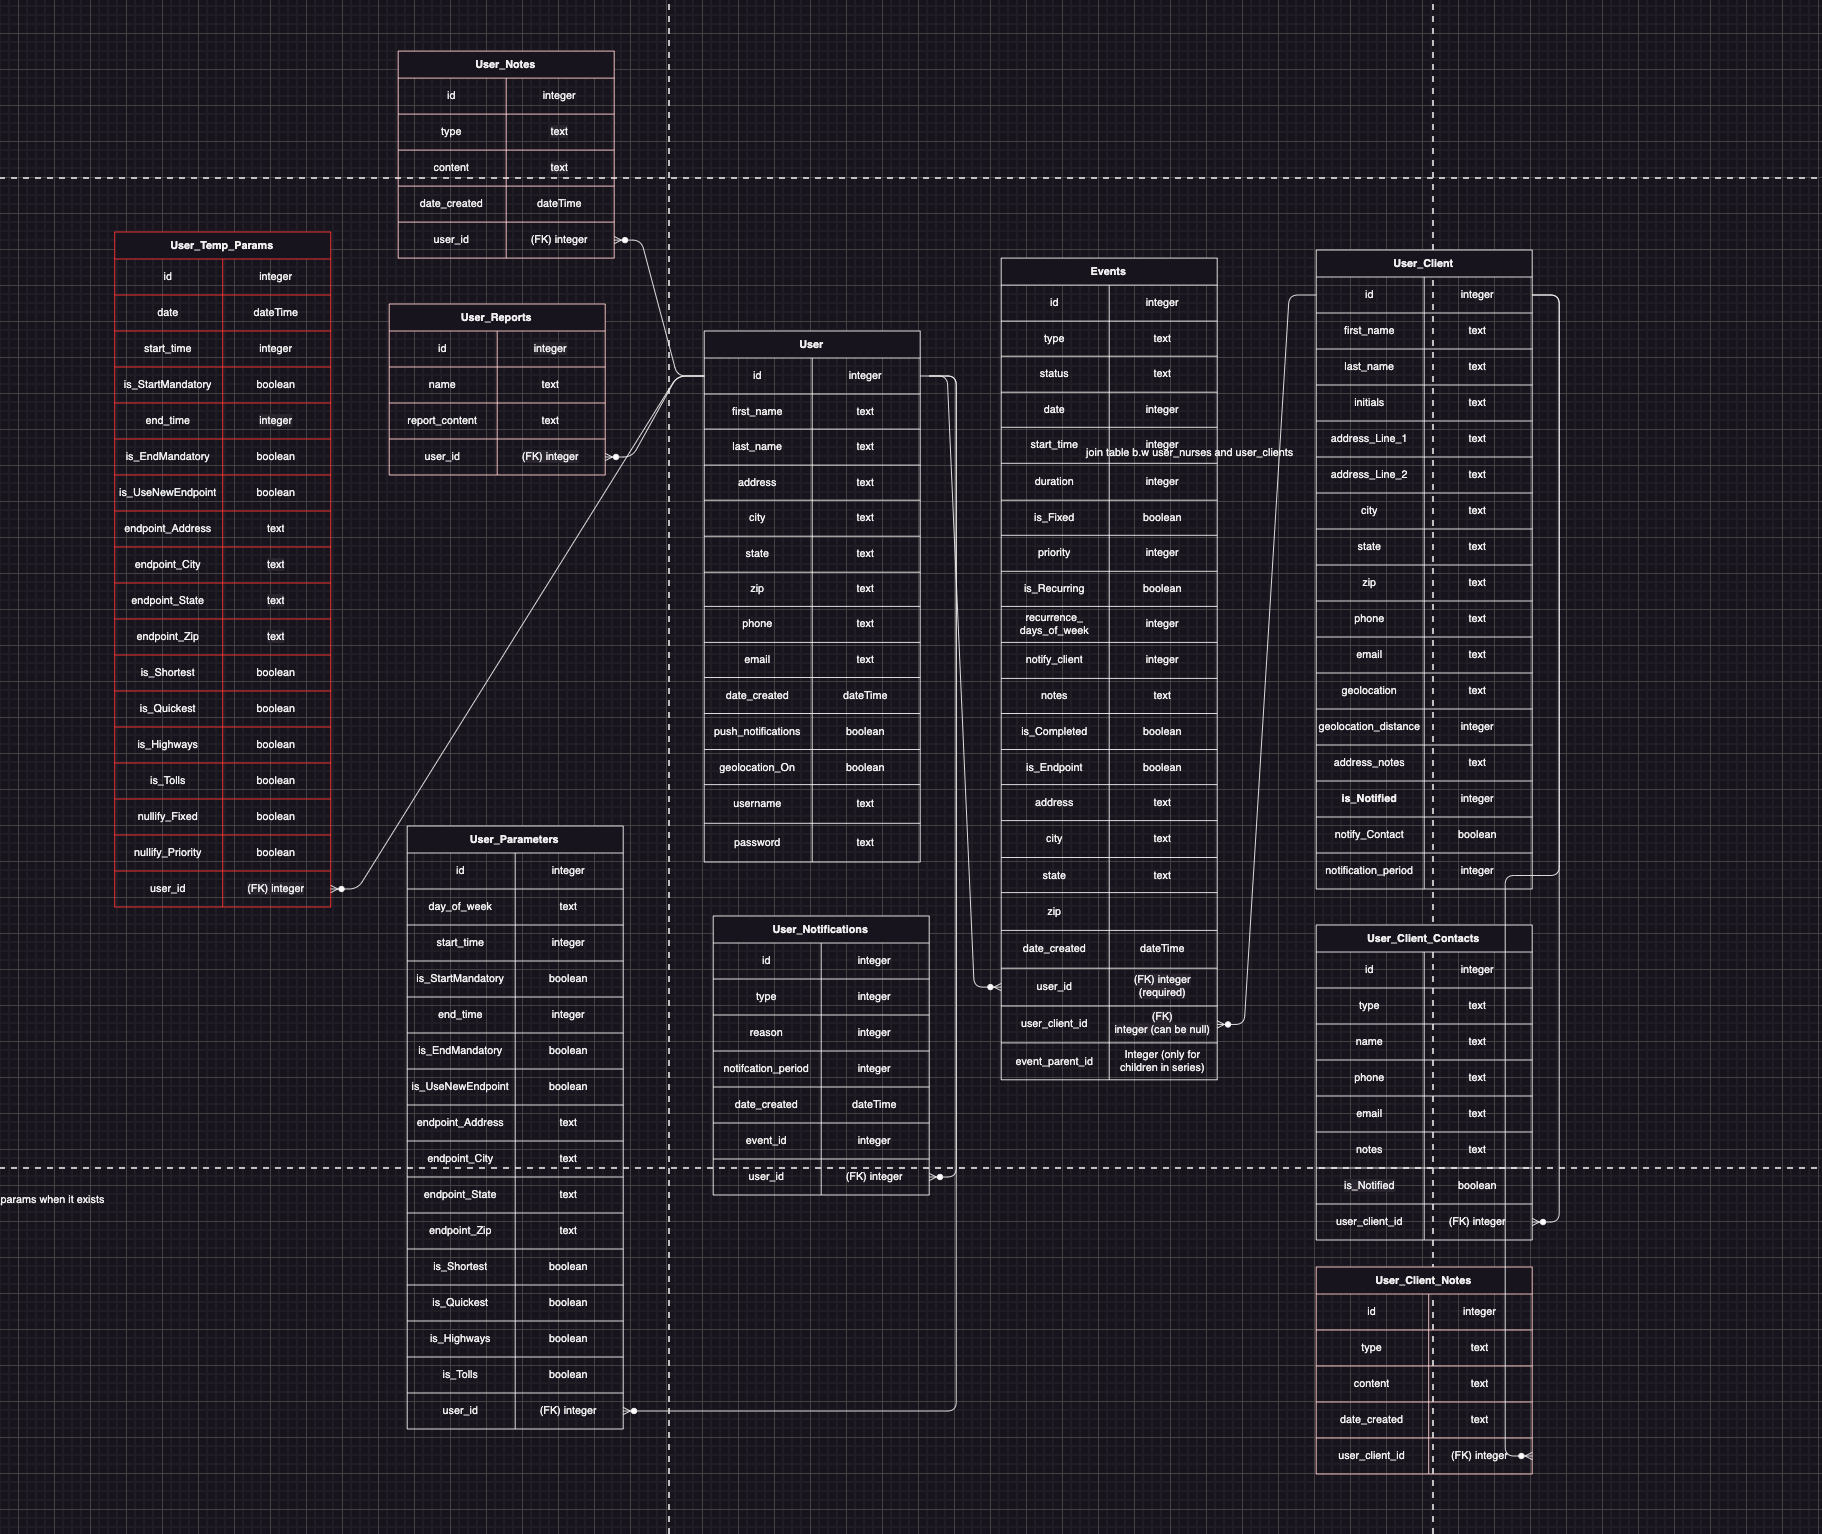 User_Notes
id integer
type text
content text
date_created dateTime
user_id (FK) integer
User_Temp_Params
id integer
date dateTime
start_time integer
is_StartMandatory boolean
end_time integer
is_EndMandatory boolean
is_UseNewEndpoint boolean
endpoint_Address text
endpoint_City text
endpoint_State text
endpoint_Zip text
is_Shortest boolean
is_Quickest boolean
is_Highways boolean
is_Tolls boolean
nullify_Fixed boolean
nullify_Priority boolean
user_id (FK) integer
User_Reports
id integer
name text
report_content text
user_id (FK) integer
User
id integer
first_name text
last_name text
address text
city text
state text
zip text
phone text
email text
date_created dateTime
push_notifications boolean
geolocation_On boolean
username text
password text
Events
id integer
type text
status text
date integer
start_time integer
join table b.w user_nurses and user_clients
duration integer
is_Fixed boolean
priority integer
is_Recurring boolean
recurrence_
days_of_week integer
notify_client integer
notes text
is_Completed boolean
is_Endpoint boolean
address text
city text
state text
zip
date_created dateTime
user_id (FK) integer
(required)
user_client_id (FK)
integer (can be null)
event_parent_id Integer (only for
children in series)
User_Client
id integer
first_name text
last_name text
initials text
address_Line_1 text
address_Line_2 text
city text
state text
zip text
phone text
email text
geolocation text
geolocation_distance integer
address_notes text
is_Notified integer
notify_Contact boolean
notification_period integer
User_Parameters
id integer
day_of_week text
start_time integer
is_StartMandatory boolean
end_time integer
is_EndMandatory boolean
is_UseNewEndpoint boolean
endpoint_Address text
endpoint_City text
endpoint_State text
endpoint_Zip text
is_Shortest boolean
is_Quickest boolean
is_Highways boolean
is_Tolls boolean
user_id (FK) integer
User_Notifications
id integer
type integer
reason integer
notifcation_period integer
date_created dateTime
event_id integer
user_id (FK) integer
User_Client_Contacts
id integer
type text
name text
phone text
email text
notes text
is_Notified boolean
user_client_id (FK) integer
params when it exists
User_Client_Notes
id integer
type text
content text
date_created text
user_client_id (FK) integer